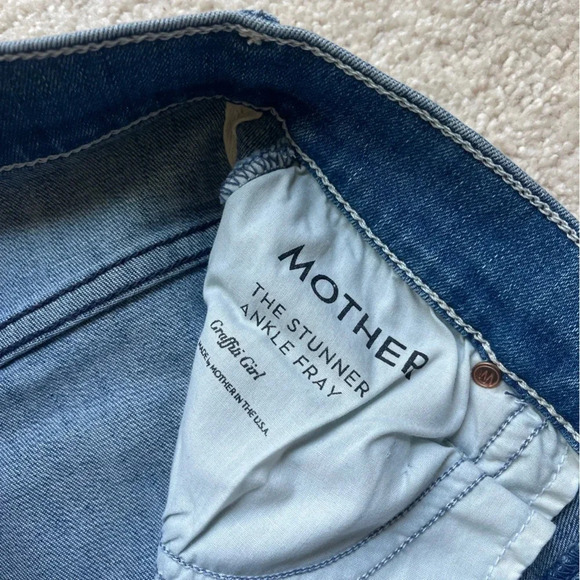 MOTHER
THE STUNNER
ANKLE FRAY
Graffiti Girl
MADE by MOTHER IN THE U.S.A.
M